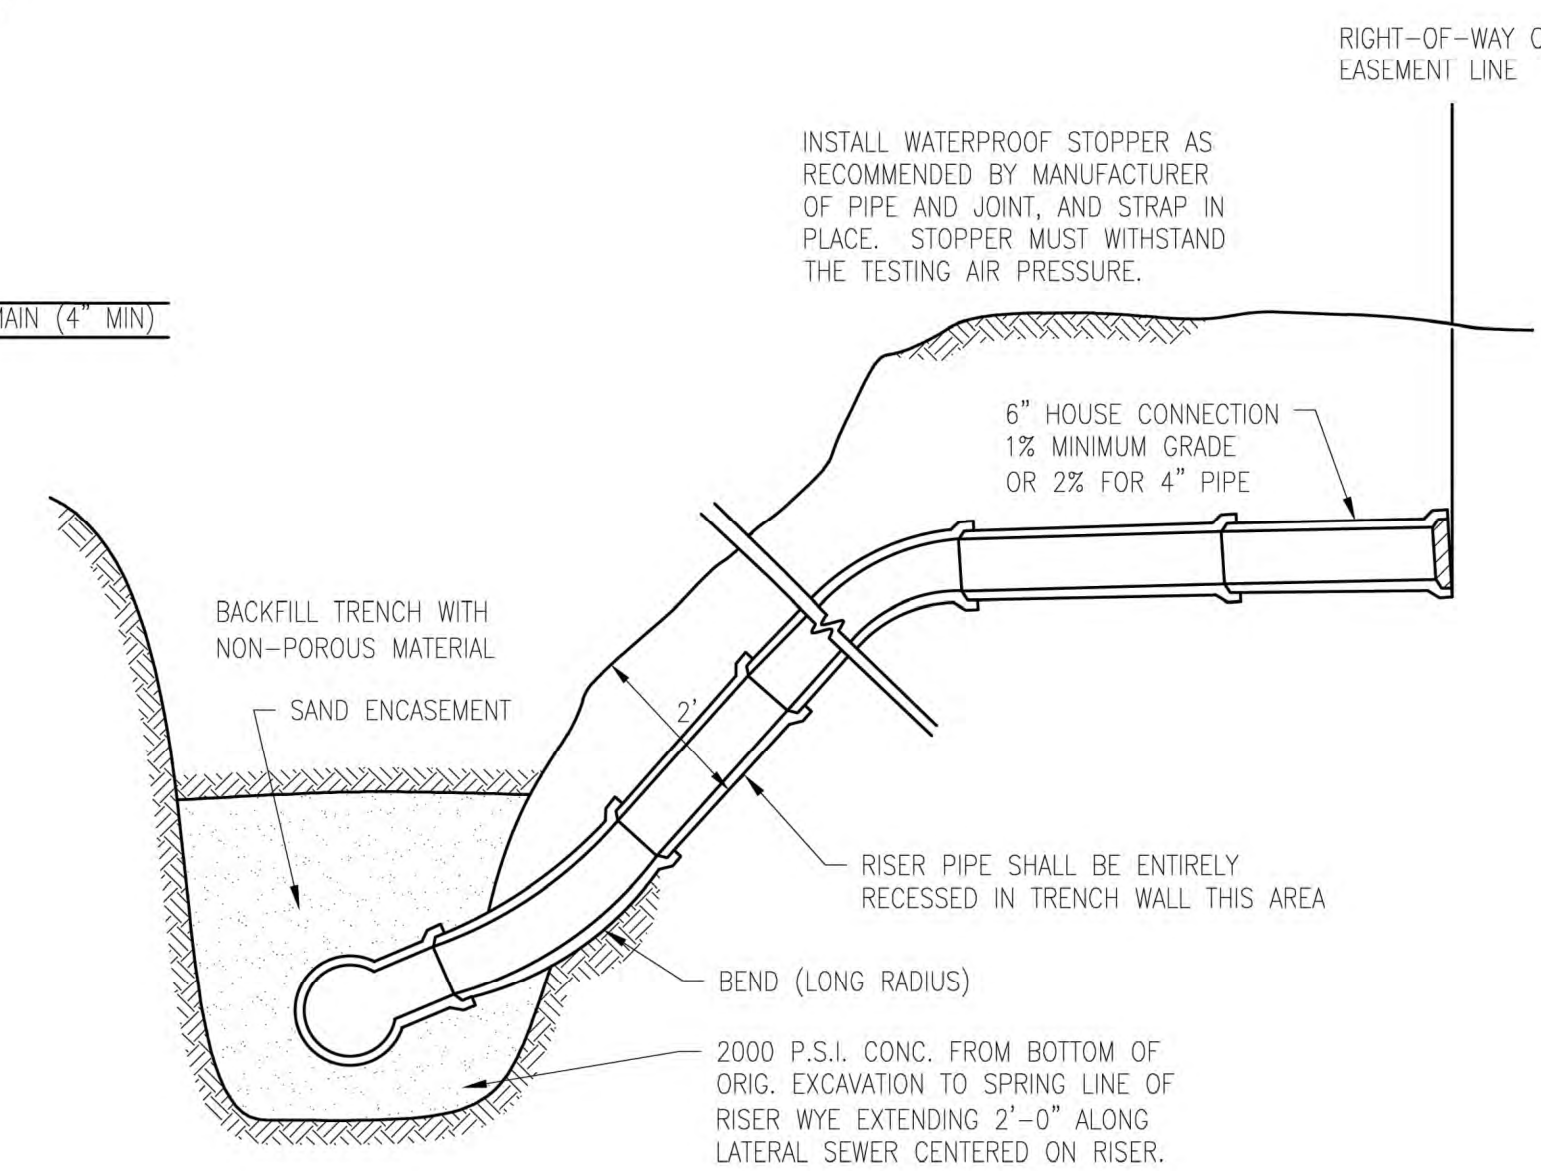 RIGHT-OF-WAY
EASEMENT LINE
INSTALL WATERPROOF STOPPER AS
RECOMMENDED BY MANUFACTURER
OF PIPE AND JOINT, AND STRAP IN
PLACE. STOPPER MUST WITHSTAND
THE TESTING AIR PRESSURE.
(4" MIN)
6" HOUSE CONNECTION
1% MINIMUM GRADE
OR 2% FOR 4" PIPE
BACKFILL TRENCH WITH
NON-POROUS MATERIAL
SAND ENCASEMENT
2'
RISER PIPE SHALL BE ENTIRELY
RECESSED IN TRENCH WALL THIS AREA
BEND (LONG RADIUS)
2000 P.S.I. CONC. FROM BOTTOM OF
ORIG. EXCAVATION TO SPRING LINE OF
RISER WYE EXTENDING 2'-0" ALONG
LATERAL SEWER CENTERED ON RISER.